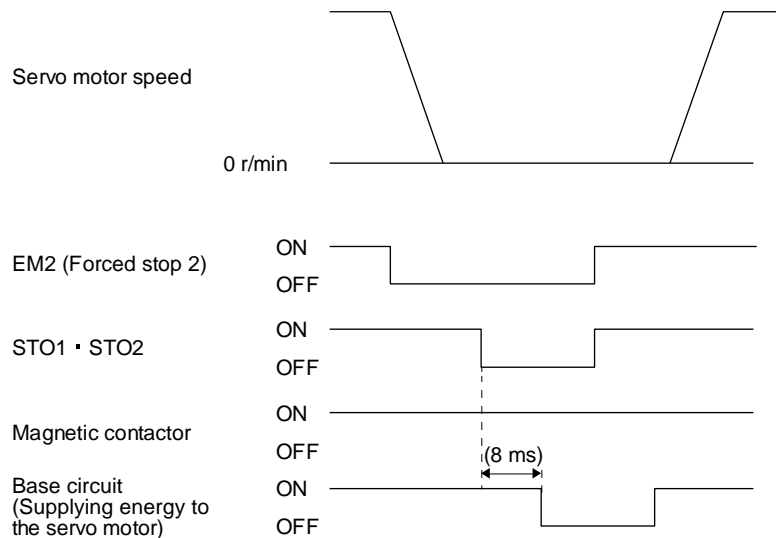 Servo motor speed
0 r/min
EM2 (Forced stop 2)
ON
OFF
STO1 ・ STO2
ON
OFF
Magnetic contactor
ON
OFF
(8 ms)
Base circuit
(Supplying energy to
the servo motor)
ON
OFF